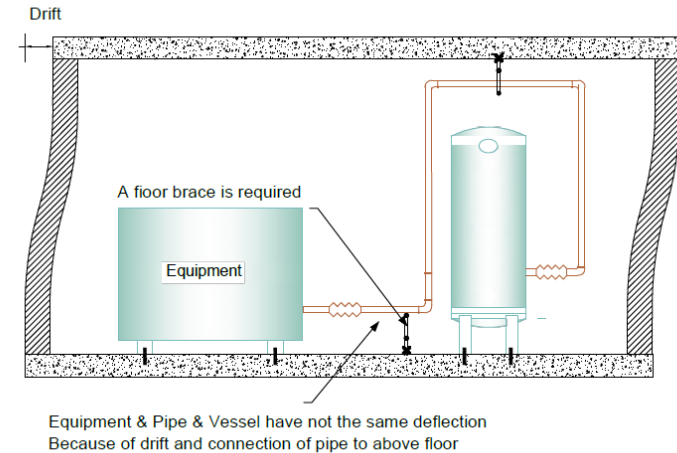 Drift
A floor brace is required
Equipment
Equipment & Pipe & Vessel have not the same deflection
Because of drift and connection of pipe to above floor